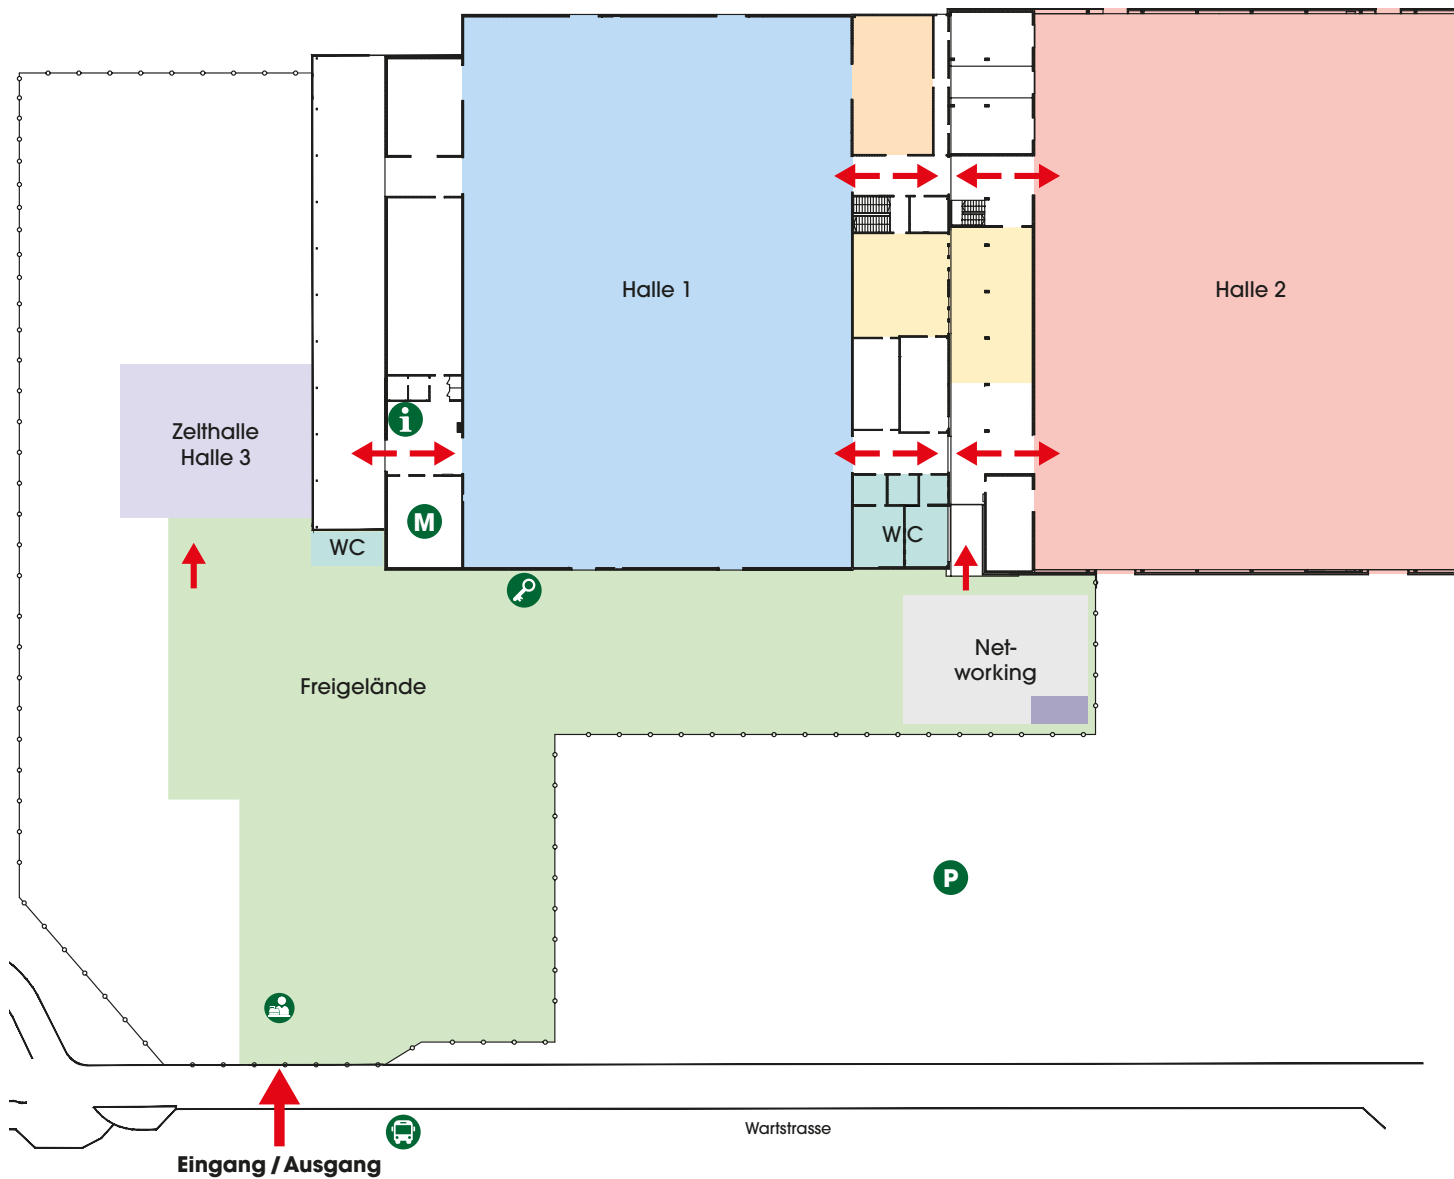 Halle 1
Halle 2
Zelthalle
Halle 3
i
M
WC
WC
Net-
working
Freigelände
P
Wartstrasse
Eingang / Ausgang